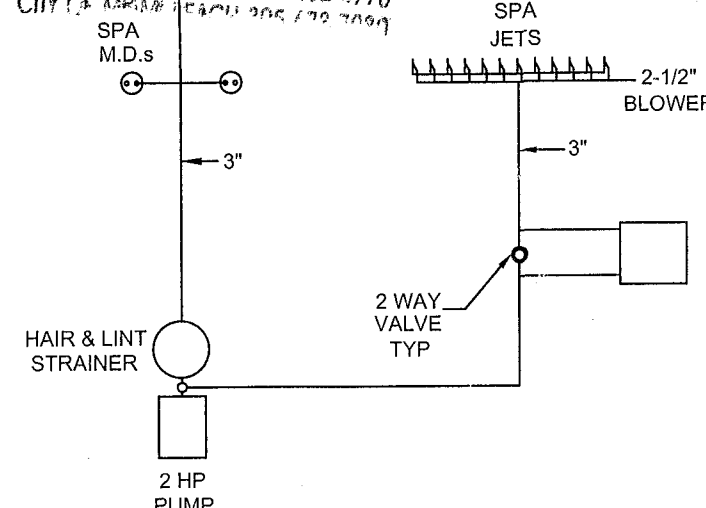 SPA
M.D.s
3"
HAIR & LINT
STRAINER
2 HP
PUMP
SPA
JETS
2-1/2"
BLOWER
3"
2 WAY
VALVE
TYP